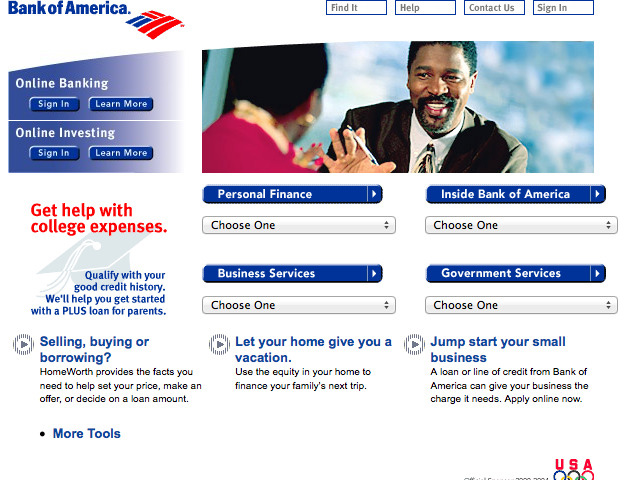 Bank of America.
Find It
Help
Contact Us
Sign In
Online Banking
Sign In
Learn More
Online Investing
Sign In
Learn More
Personal Finance
Inside Bank of America
Choose One
Choose One
Get help with
college expenses.
Business Services
Government Services
Qualify with your
good credit history.
We'll help you get started
with a PLUS loan for parents.
Choose One
Choose One
Selling, buying or
borrowing?
HomeWorth provides the facts you
need to help set your price, make an
offer, or decide on a loan amount.
Let your home give you a
vacation.
Use the equity in your home to
finance your family's next trip.
Jump start your small
business
A loan or line of credit from Bank of
America can give your business the
charge it needs. Apply online now.
More Tools
USA